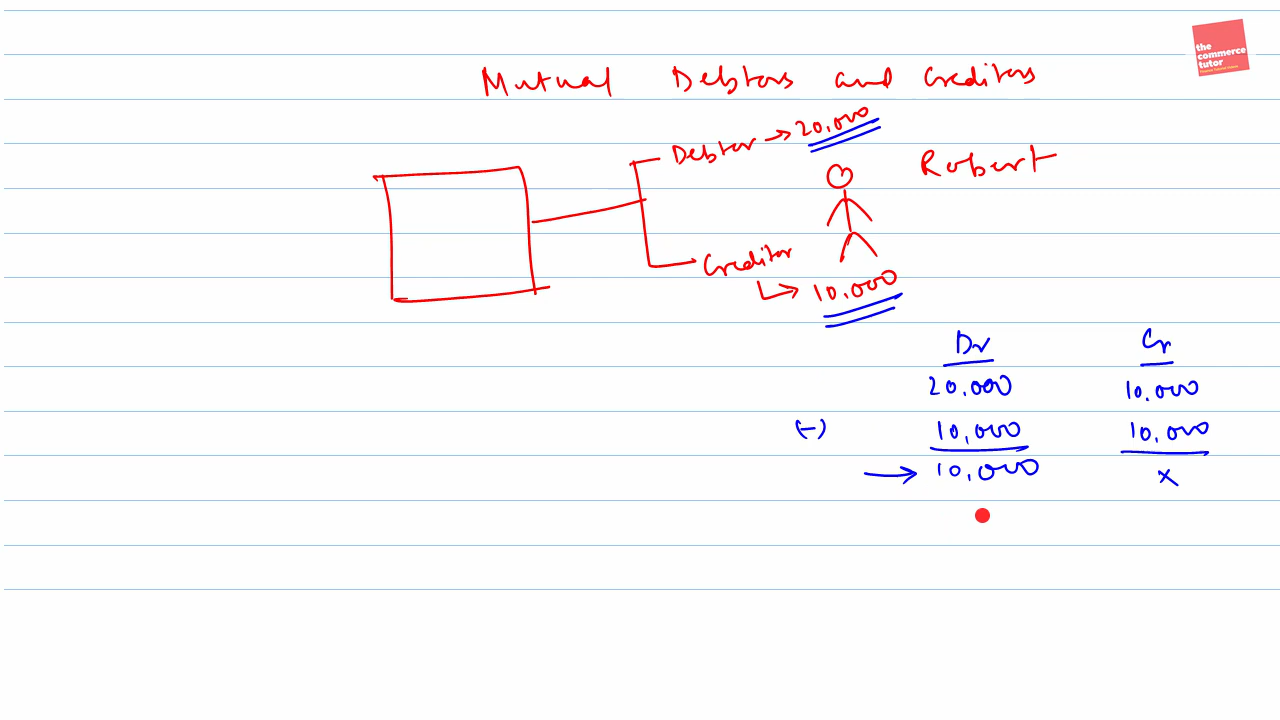 the
commerce
tutor
Mutual Debtors and Creditors
Debtor → 20,000
Robert
Creditor
↳ 10,000
Dr Cr
20,000 10,000
(-) 10,000 10,000
→ 10,000 x